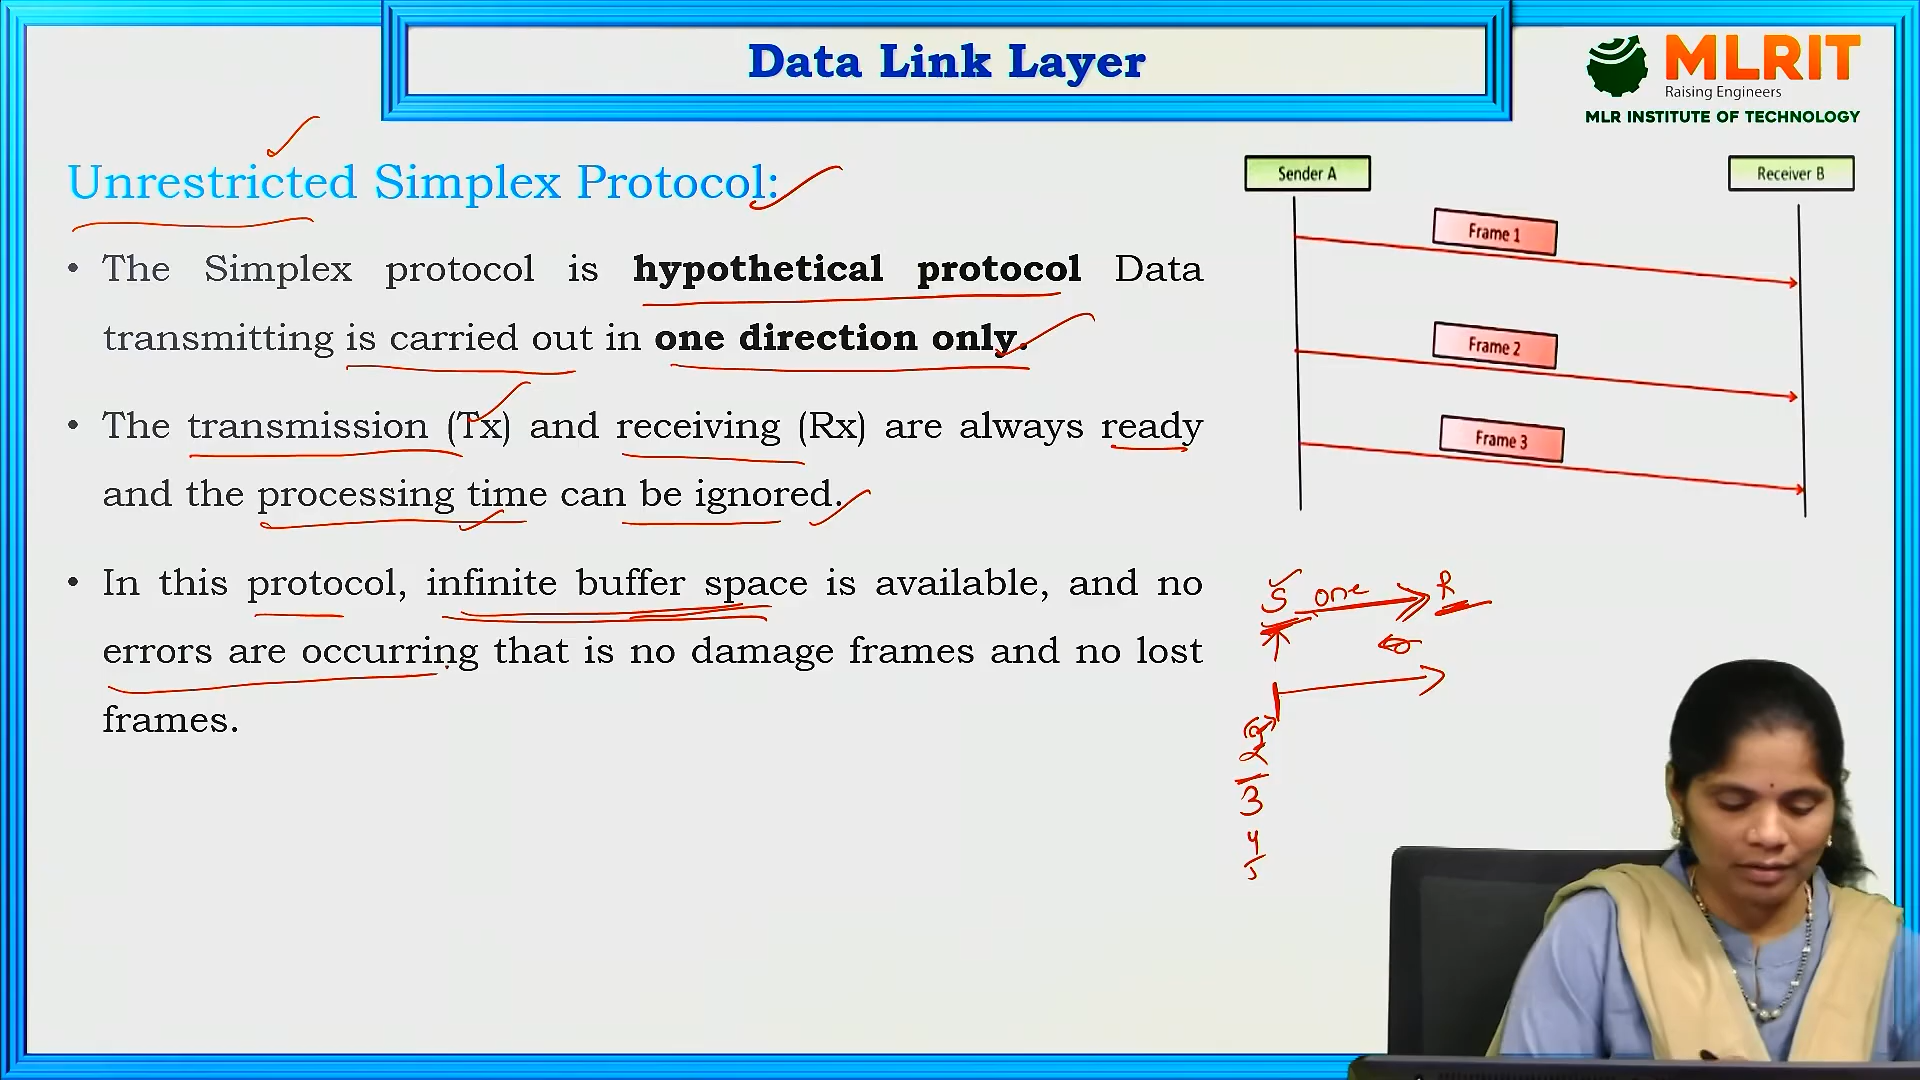 Data Link Layer
MLRIT
Raising Engineers
MLR INSTITUTE OF TECHNOLOGY
Unrestricted Simplex Protocol:
• The Simplex protocol is hypothetical protocol Data
transmitting is carried out in one direction only.
• The transmission (Tx) and receiving (Rx) are always ready
and the processing time can be ignored.
• In this protocol, infinite buffer space is available, and no
errors are occurring that is no damage frames and no lost
frames.
Sender A
Receiver B
Frame 1
Frame 2
Frame 3
S one R
2
3
4
5